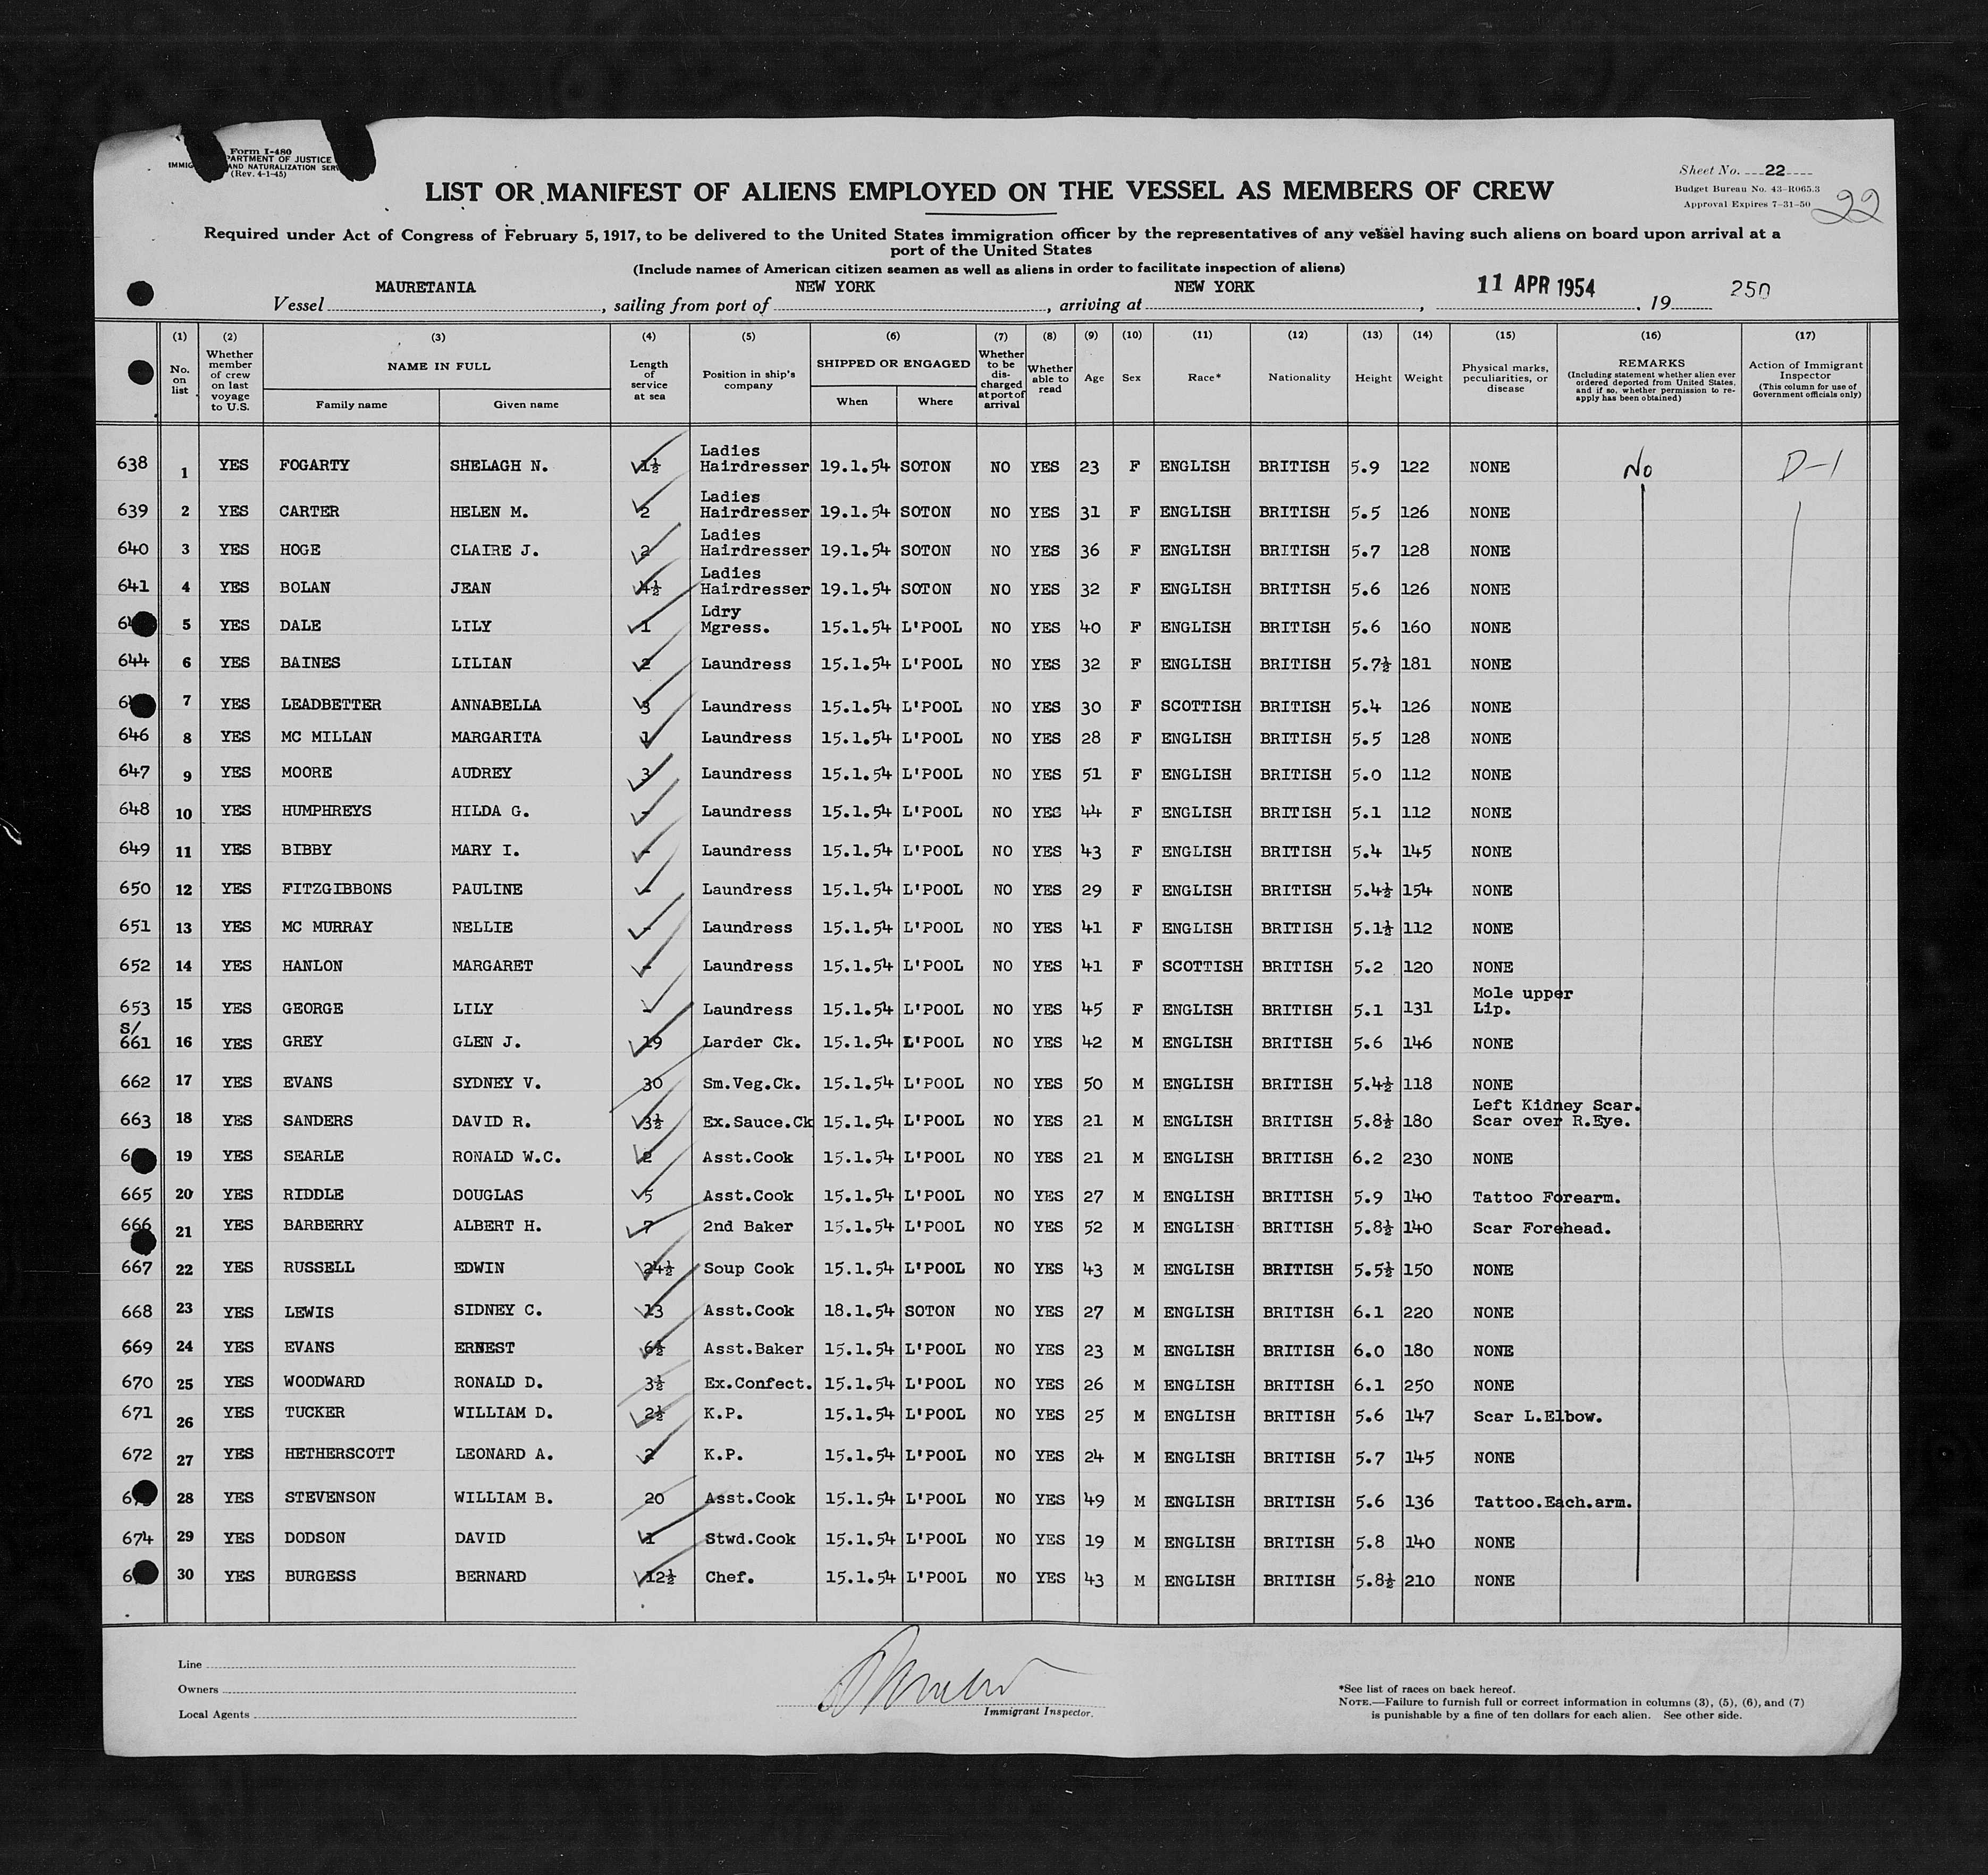 Form I-480
PARTMENT OF JUSTICE
IMMIG AND NATURALIZATION SER
(Rev. 4-1-45)
Sheet No. 22
Budget Bureau No. 43-R065.3
Approval Expires 7-31-50
22
LIST OR MANIFEST OF ALIENS EMPLOYED ON THE VESSEL AS MEMBERS OF CREW
Required under Act of Congress of February 5, 1917, to be delivered to the United States immigration officer by the representatives of any vessel having such aliens on board upon arrival at a
port of the United States
(Include names of American citizen seamen as well as aliens in order to facilitate inspection of aliens)
Vessel MAURETANIA, sailing from port of NEW YORK, arriving at NEW YORK, 11 APR 1954, 19 250
(1) No. on list (2) Whether member of crew on last voyage to U.S. (3) NAME IN FULL Family name Given name (4) Length of service at sea (5) Position in ship's company (6) SHIPPED OR ENGAGED When Where (7) Whether to be discharged at port of arrival (8) Whether able to read (9) Age (10) Sex (11) Race* (12) Nationality (13) Height (14) Weight (15) Physical marks, peculiarities, or disease (16) REMARKS (Including statement whether alien ever ordered deported from United States, and if so, whether permission to re-apply has been obtained) (17) Action of Immigrant Inspector (This column for use of Government officials only)
638 1 YES FOGARTY SHELAGH N. 1½ Ladies Hairdresser 19.1.54 SOTON NO YES 23 F ENGLISH BRITISH 5.9 122 NONE No D-1
639 2 YES CARTER HELEN M. 2 Ladies Hairdresser 19.1.54 SOTON NO YES 31 F ENGLISH BRITISH 5.5 126 NONE
640 3 YES HOGE CLAIRE J. 2 Ladies Hairdresser 19.1.54 SOTON NO YES 36 F ENGLISH BRITISH 5.7 128 NONE
641 4 YES BOLAN JEAN 4½ Ladies Hairdresser 19.1.54 SOTON NO YES 32 F ENGLISH BRITISH 5.6 126 NONE
5 YES DALE LILY 1 Ldry Mgress. 15.1.54 L'POOL NO YES 40 F ENGLISH BRITISH 5.6 160 NONE
644 6 YES BAINES LILIAN 2 Laundress 15.1.54 L'POOL NO YES 32 F ENGLISH BRITISH 5.7½ 181 NONE
7 YES LEADBETTER ANNABELLA 3 Laundress 15.1.54 L'POOL NO YES 30 F SCOTTISH BRITISH 5.4 126 NONE
646 8 YES MC MILLAN MARGARITA 1 Laundress 15.1.54 L'POOL NO YES 28 F ENGLISH BRITISH 5.5 128 NONE
647 9 YES MOORE AUDREY 3 Laundress 15.1.54 L'POOL NO YES 51 F ENGLISH BRITISH 5.0 112 NONE
648 10 YES HUMPHREYS HILDA G. - Laundress 15.1.54 L'POOL NO YES 44 F ENGLISH BRITISH 5.1 112 NONE
649 11 YES BIBBY MARY I. - Laundress 15.1.54 L'POOL NO YES 43 F ENGLISH BRITISH 5.4 145 NONE
650 12 YES FITZGIBBONS PAULINE - Laundress 15.1.54 L'POOL NO YES 29 F ENGLISH BRITISH 5.4½ 154 NONE
651 13 YES MC MURRAY NELLIE - Laundress 15.1.54 L'POOL NO YES 41 F ENGLISH BRITISH 5.1½ 112 NONE
652 14 YES HANLON MARGARET - Laundress 15.1.54 L'POOL NO YES 41 F SCOTTISH BRITISH 5.2 120 NONE
653 15 YES GEORGE LILY - Laundress 15.1.54 L'POOL NO YES 45 F ENGLISH BRITISH 5.1 131 Mole upper Lip.
S/ 661 16 YES GREY GLEN J. 19 Larder Ck. 15.1.54 L'POOL NO YES 42 M ENGLISH BRITISH 5.6 146 NONE
662 17 YES EVANS SYDNEY V. 30 Sm.Veg.Ck. 15.1.54 L'POOL NO YES 50 M ENGLISH BRITISH 5.4½ 118 NONE
663 18 YES SANDERS DAVID R. 3½ Ex.Sauce.Ck 15.1.54 L'POOL NO YES 21 M ENGLISH BRITISH 5.8½ 180 Left Kidney Scar. Scar over R.Eye.
19 YES SEARLE RONALD W.C. 2 Asst.Cook 15.1.54 L'POOL NO YES 21 M ENGLISH BRITISH 6.2 230 NONE
665 20 YES RIDDLE DOUGLAS 5 Asst.Cook 15.1.54 L'POOL NO YES 27 M ENGLISH BRITISH 5.9 140 Tattoo Forearm.
666 21 YES BARBERRY ALBERT H. 7 2nd Baker 15.1.54 L'POOL NO YES 52 M ENGLISH BRITISH 5.8½ 140 Scar Forehead.
667 22 YES RUSSELL EDWIN 24½ Soup Cook 15.1.54 L'POOL NO YES 43 M ENGLISH BRITISH 5.5½ 150 NONE
668 23 YES LEWIS SIDNEY C. 13 Asst.Cook 18.1.54 SOTON NO YES 27 M ENGLISH BRITISH 6.1 220 NONE
669 24 YES EVANS ERNEST 6½ Asst.Baker 15.1.54 L'POOL NO YES 23 M ENGLISH BRITISH 6.0 180 NONE
670 25 YES WOODWARD RONALD D. 3½ Ex.Confect. 15.1.54 L'POOL NO YES 26 M ENGLISH BRITISH 6.1 250 NONE
671 26 YES TUCKER WILLIAM D. 2½ K.P. 15.1.54 L'POOL NO YES 25 M ENGLISH BRITISH 5.6 147 Scar L.Elbow.
672 27 YES HETHERSCOTT LEONARD A. 2 K.P. 15.1.54 L'POOL NO YES 24 M ENGLISH BRITISH 5.7 145 NONE
28 YES STEVENSON WILLIAM B. 20 Asst.Cook 15.1.54 L'POOL NO YES 49 M ENGLISH BRITISH 5.6 136 Tattoo.Each.arm.
674 29 YES DODSON DAVID 1 Stwd.Cook 15.1.54 L'POOL NO YES 19 M ENGLISH BRITISH 5.8 140 NONE
30 YES BURGESS BERNARD 12½ Chef. 15.1.54 L'POOL NO YES 43 M ENGLISH BRITISH 5.8½ 210 NONE
Line
Owners
Local Agents
Immigrant Inspector.
*See list of races on back hereof.
NOTE.—Failure to furnish full or correct information in columns (3), (5), (6), and (7)
is punishable by a fine of ten dollars for each alien. See other side.